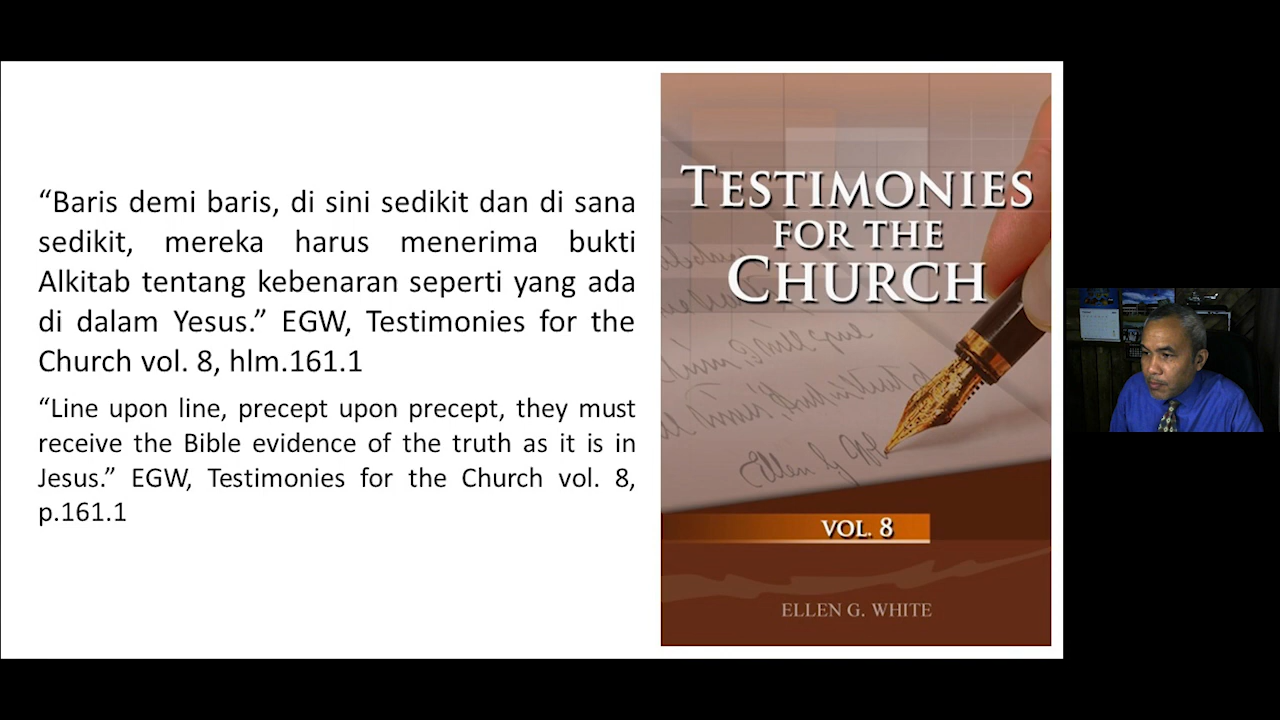 “Baris demi baris, di sini sedikit dan di sana
sedikit, mereka harus menerima bukti
Alkitab tentang kebenaran seperti yang ada
di dalam Yesus.” EGW, Testimonies for the
Church vol. 8, hlm.161.1
“Line upon line, precept upon precept, they must
receive the Bible evidence of the truth as it is in
Jesus.” EGW, Testimonies for the Church vol. 8,
p.161.1
TESTIMONIES
FOR THE
CHURCH
VOL. 8
ELLEN G. WHITE